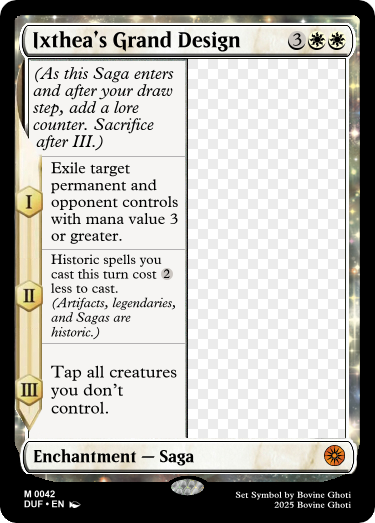 Ixthea's Grand Design 3
(As this Saga enters
and after your draw
step, add a lore
counter. Sacrifice
after III.)
I
Exile target
permanent and
opponent controls
with mana value 3
or greater.
II
Historic spells you
cast this turn cost 2
less to cast.
(Artifacts, legendaries,
and Sagas are
historic.)
III
Tap all creatures
you don't
control.
Enchantment — Saga
M 0042
DUF • EN
Set Symbol by Bovine Ghoti
2025 Bovine Ghoti